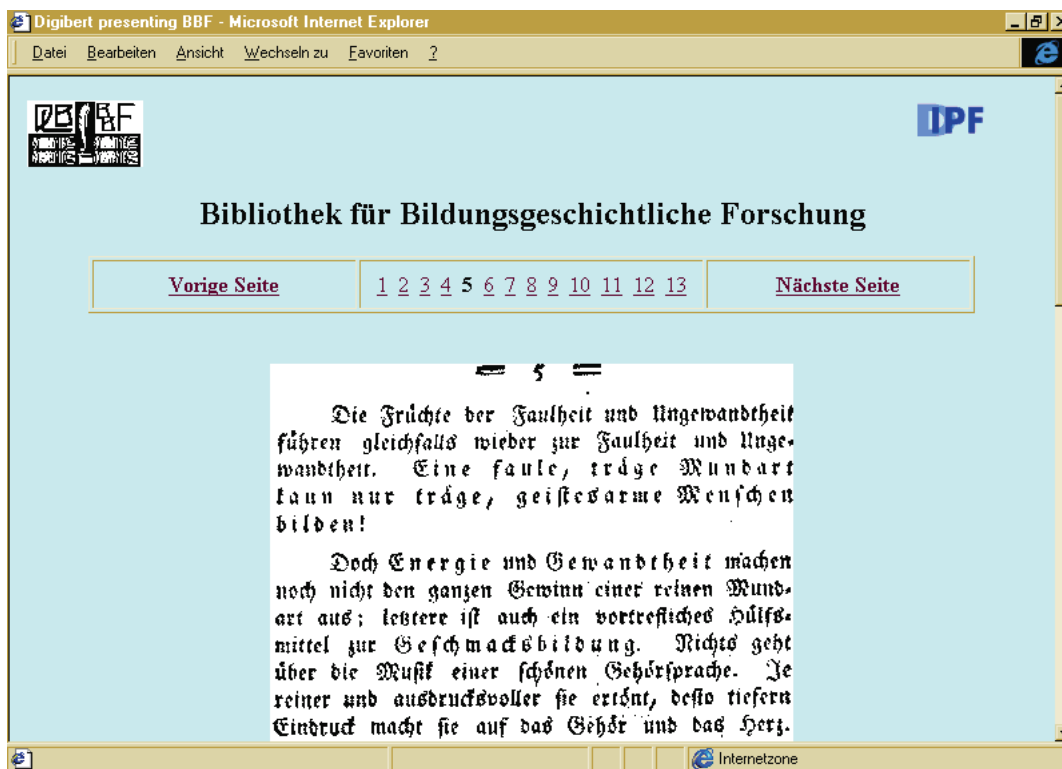 Digibert presenting BBF - Microsoft Internet Explorer
Datei Bearbeiten Ansicht Wechseln zu Favoriten ?
BBF
DIPF
Bibliothek für Bildungsgeschichtliche Forschung
Vorige Seite 1 2 3 4 5 6 7 8 9 10 11 12 13 Nächste Seite
= 5 =
Die Früchte der Faulheit und Ungewandtheit
führen gleichfalls wieder zur Faulheit und Unge-
wandtheit. Eine faule, träge Mundart
kann nur träge, geistesarme Menschen
bilden!
Doch Energie und Gewandtheit machen
noch nicht den ganzen Gewinn einer reinen Mund-
art aus; letztere ist auch ein vortrefliches Hülfs-
mittel zur Geschmacksbildung. Nichts geht
über die Musik einer schönen Gehörsprache. Je
reiner und ausdrucksvoller sie ertönt, desto tiefern
Eindruck macht sie auf das Gehör und das Herz.
Internetzone